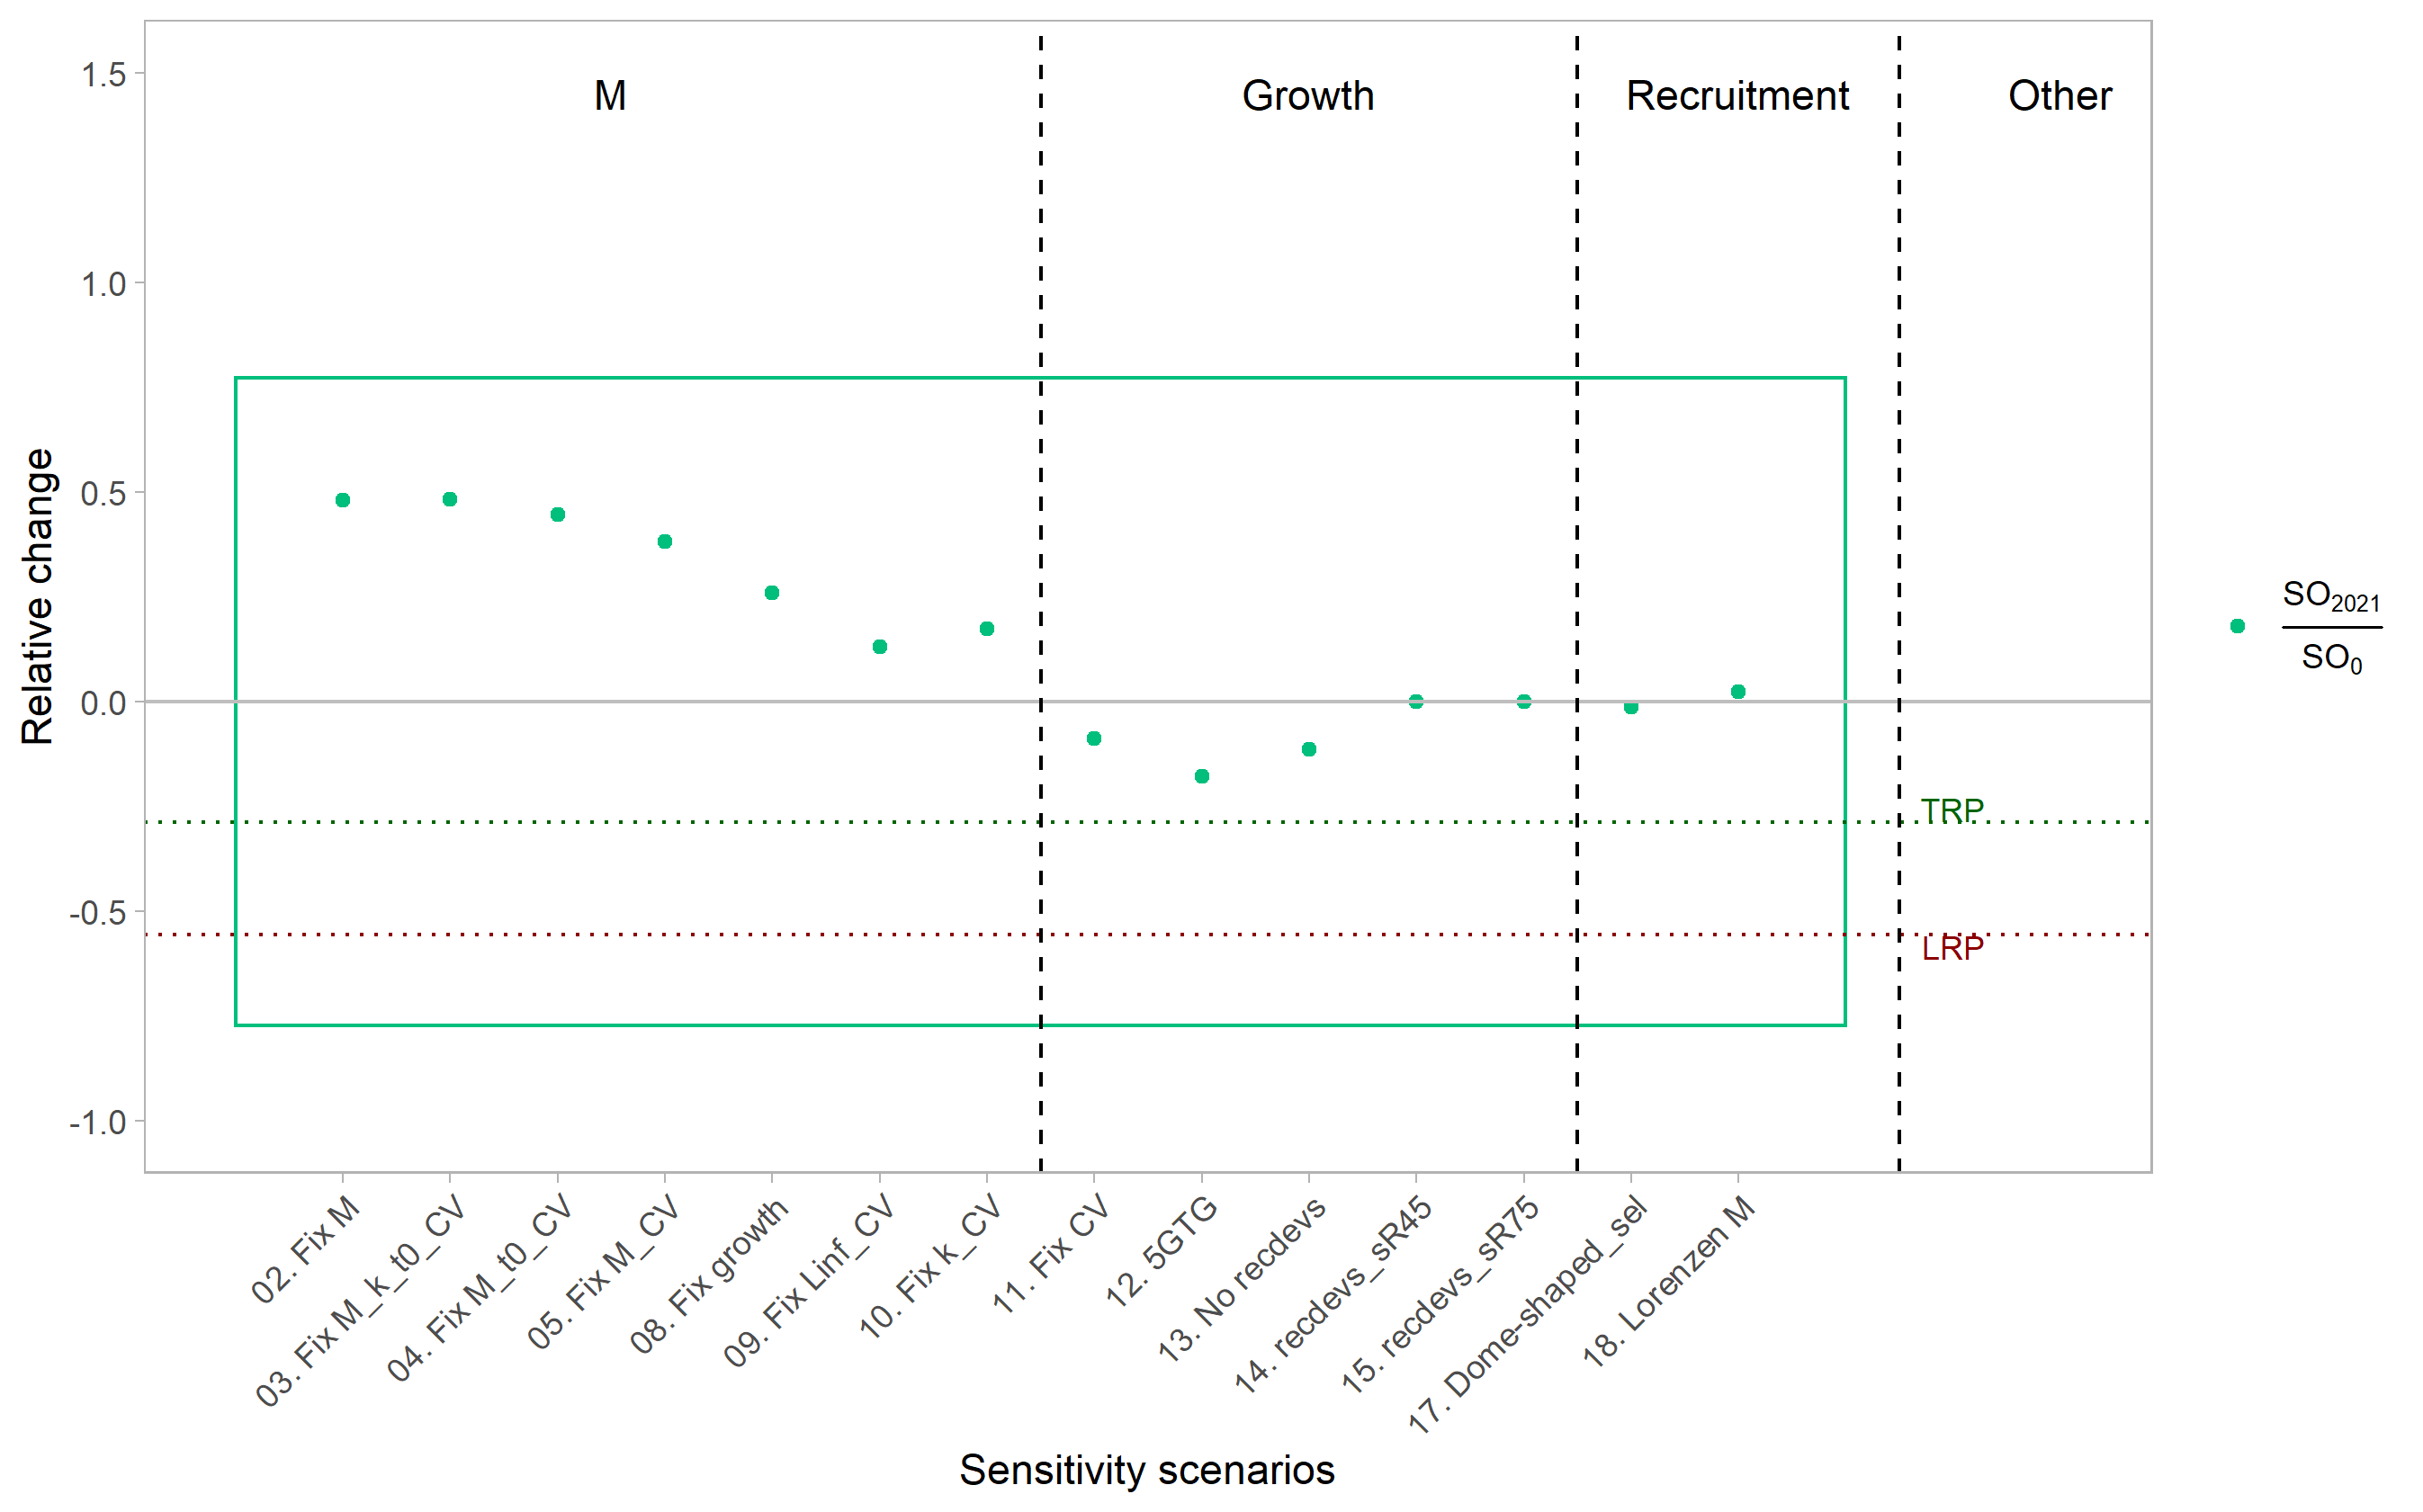 M
Growth
Recruitment
Other
1.5
1.0
0.5
0.0
-0.5
-1.0
Relative change
TRP
LRP
SO2021
SO0
02. Fix M
03. Fix M_k_t0_CV
04. Fix M_t0_CV
05. Fix M_CV
08. Fix growth
09. Fix Linf_CV
10. Fix k_CV
11. Fix CV
12. 5GTG
13. No recdevs
14. recdevs_sR45
15. recdevs_sR75
17. Dome-shaped_sel
18. Lorenzen M
Sensitivity scenarios